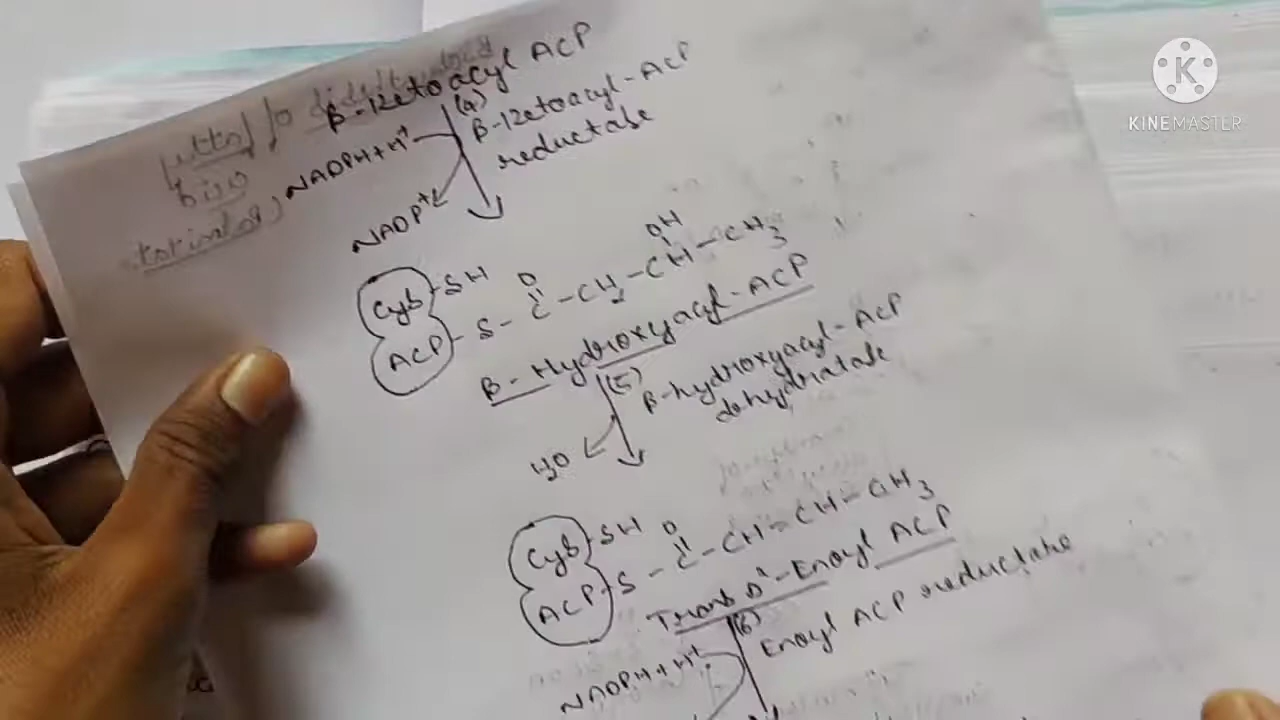 β-Ketoacyl ACP
(4)
β-Ketoacyl-ACP
reductase
NADPH+H⁺
NADP⁺
Cys-SH
ACP-S-C-CH₂-CH-CH₃
O
OH
β-Hydroxyacyl-ACP
(5)
β-hydroxyacyl-ACP
dehydratase
H₂O
Cys-SH
ACP-S-C-CH=CH-CH₃
O
Trans Δ²-Enoyl ACP
(6)
Enoyl ACP reductase
NADPH+H⁺
KINEMASTER